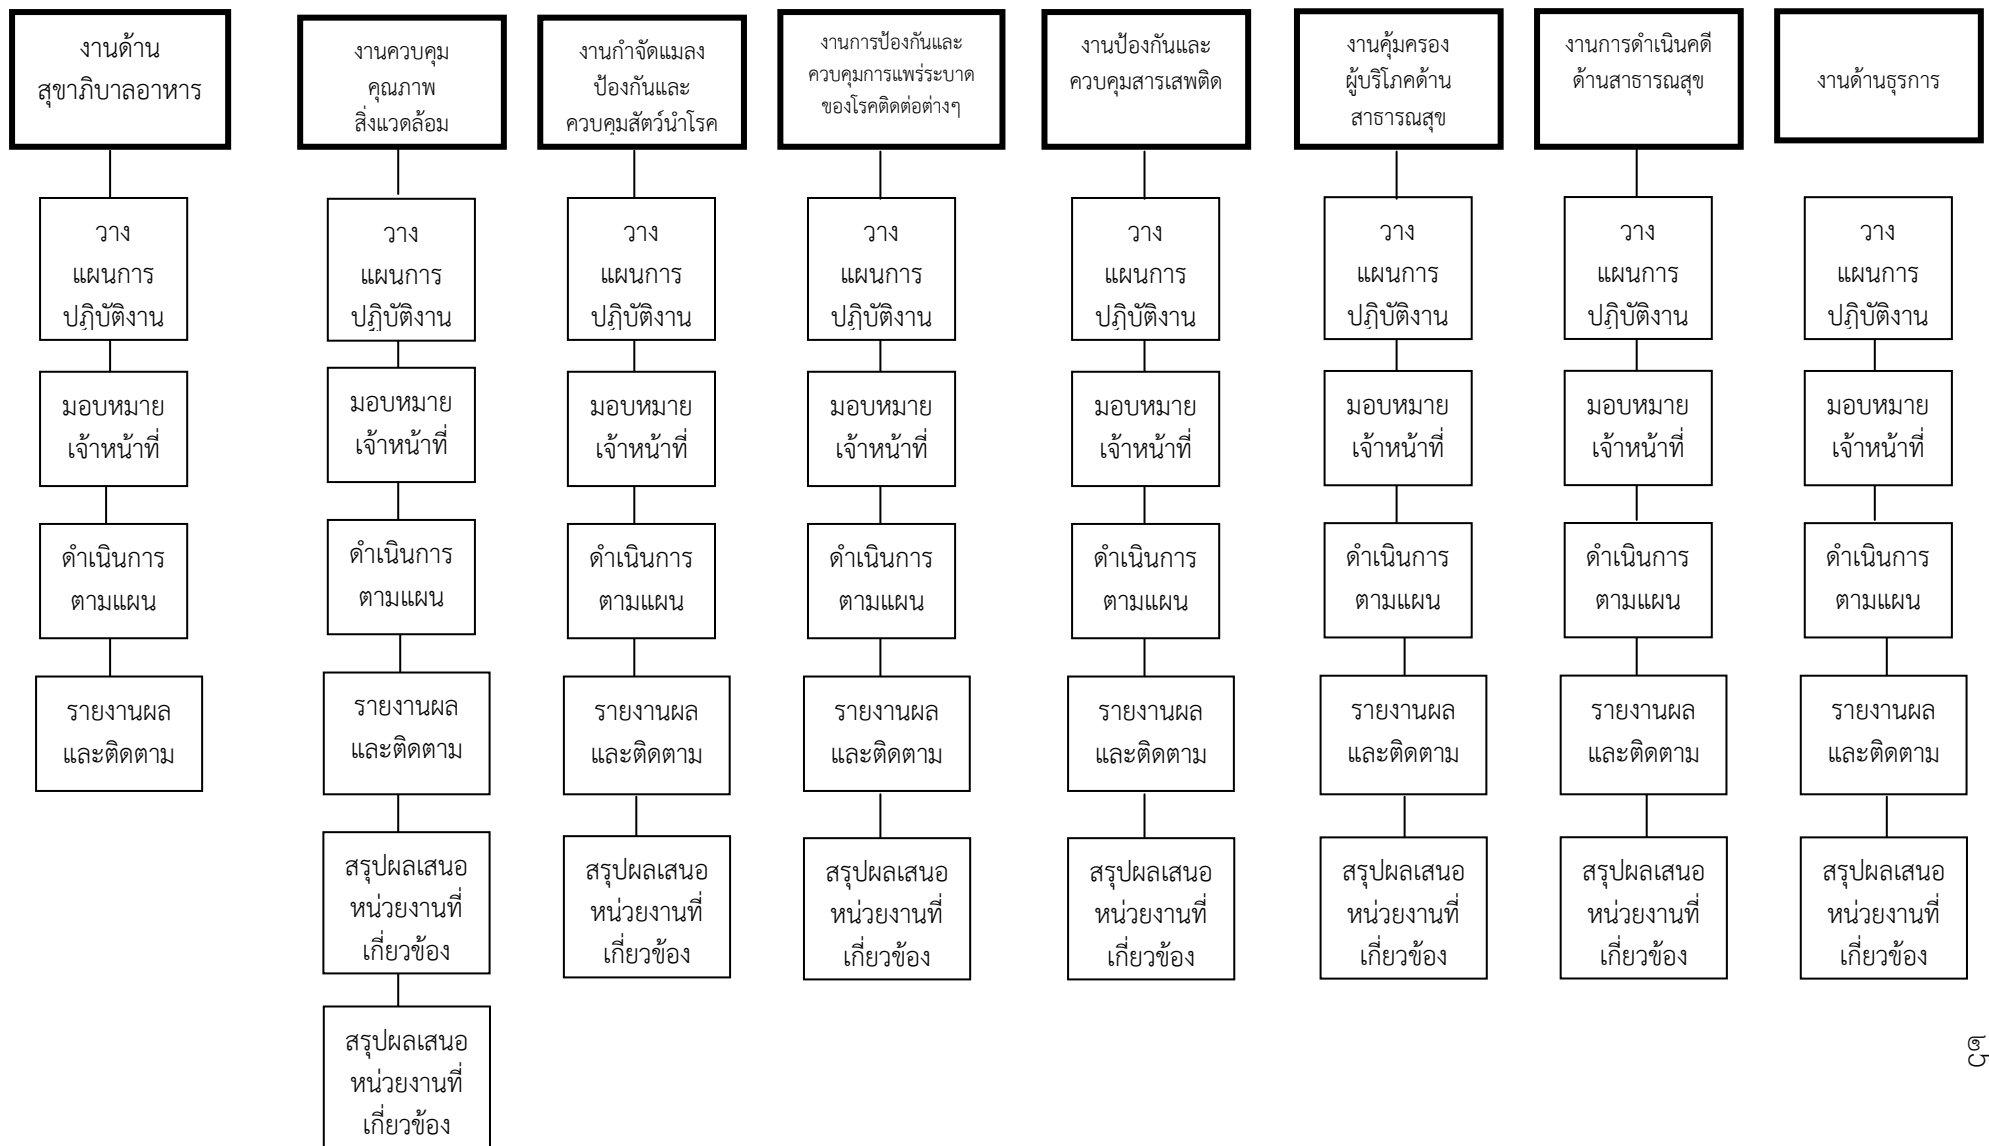 งานด้าน
สุขาภิบาลอาหาร
วาง
แผนการ
ปฏิบัติงาน
มอบหมาย
เจ้าหน้าที่
ดำเนินการ
ตามแผน
รายงานผล
และติดตาม
งานควบคุม
คุณภาพ
สิ่งแวดล้อม
วาง
แผนการ
ปฏิบัติงาน
มอบหมาย
เจ้าหน้าที่
ดำเนินการ
ตามแผน
รายงานผล
และติดตาม
สรุปผลเสนอ
หน่วยงานที่
เกี่ยวข้อง
สรุปผลเสนอ
หน่วยงานที่
เกี่ยวข้อง
งานกำจัดแมลง
ป้องกันและ
ควบคุมสัตว์นำโรค
วาง
แผนการ
ปฏิบัติงาน
มอบหมาย
เจ้าหน้าที่
ดำเนินการ
ตามแผน
รายงานผล
และติดตาม
สรุปผลเสนอ
หน่วยงานที่
เกี่ยวข้อง
งานการป้องกันและ
ควบคุมการแพร่ระบาด
ของโรคติดต่อต่างๆ
วาง
แผนการ
ปฏิบัติงาน
มอบหมาย
เจ้าหน้าที่
ดำเนินการ
ตามแผน
รายงานผล
และติดตาม
สรุปผลเสนอ
หน่วยงานที่
เกี่ยวข้อง
งานป้องกันและ
ควบคุมสารเสพติด
วาง
แผนการ
ปฏิบัติงาน
มอบหมาย
เจ้าหน้าที่
ดำเนินการ
ตามแผน
รายงานผล
และติดตาม
สรุปผลเสนอ
หน่วยงานที่
เกี่ยวข้อง
งานคุ้มครอง
ผู้บริโภคด้าน
สาธารณสุข
วาง
แผนการ
ปฏิบัติงาน
มอบหมาย
เจ้าหน้าที่
ดำเนินการ
ตามแผน
รายงานผล
และติดตาม
สรุปผลเสนอ
หน่วยงานที่
เกี่ยวข้อง
งานการดำเนินคดี
ด้านสาธารณสุข
วาง
แผนการ
ปฏิบัติงาน
มอบหมาย
เจ้าหน้าที่
ดำเนินการ
ตามแผน
รายงานผล
และติดตาม
สรุปผลเสนอ
หน่วยงานที่
เกี่ยวข้อง
งานด้านธุรการ
วาง
แผนการ
ปฏิบัติงาน
มอบหมาย
เจ้าหน้าที่
ดำเนินการ
ตามแผน
รายงานผล
และติดตาม
สรุปผลเสนอ
หน่วยงานที่
เกี่ยวข้อง